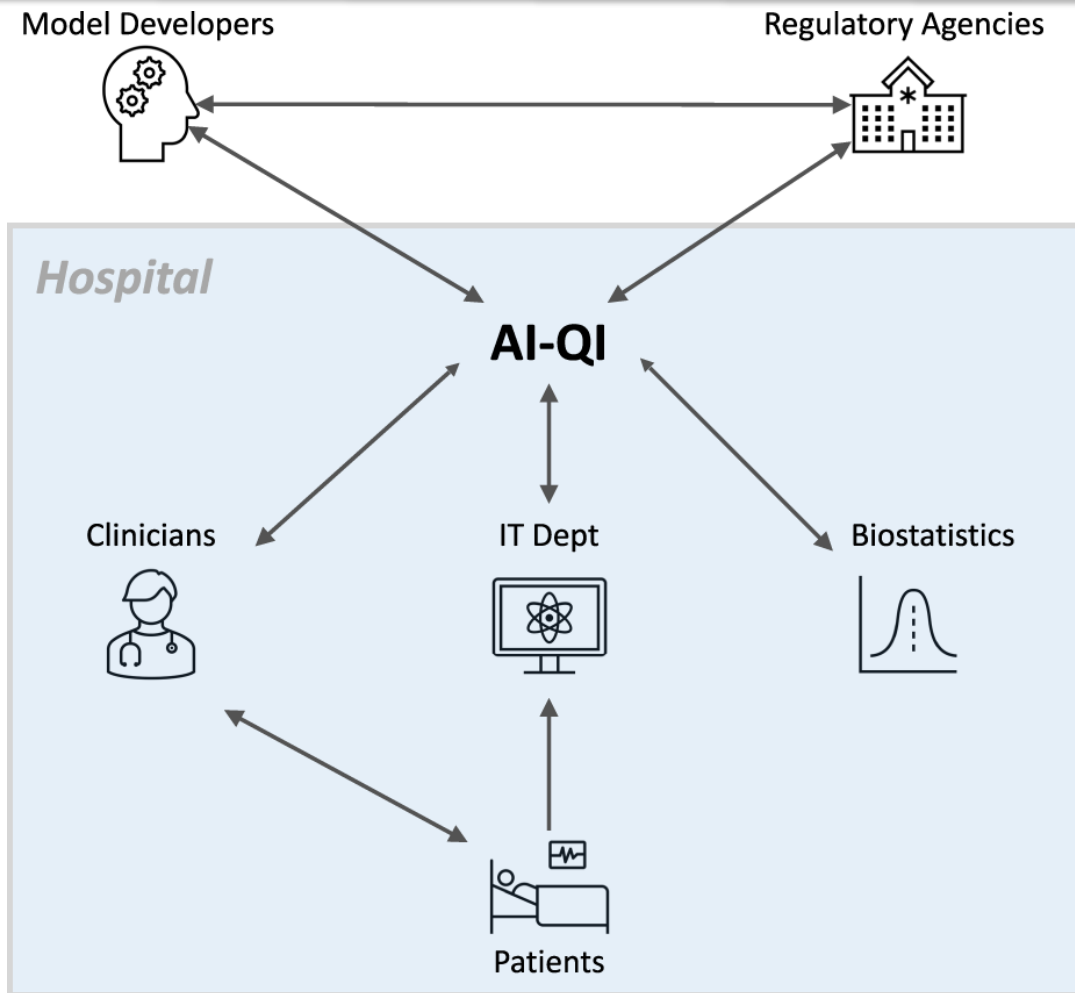 Model Developers
Regulatory Agencies
Hospital
AI-QI
Clinicians
IT Dept
Biostatistics
Patients